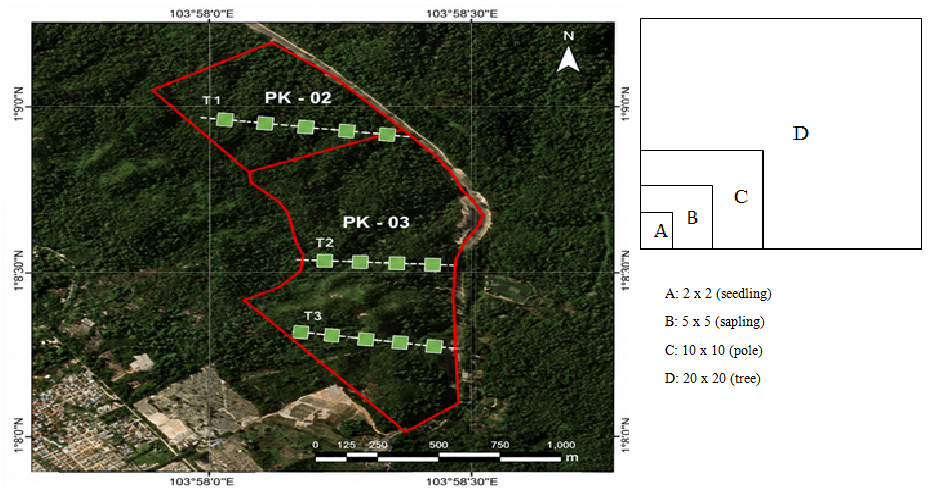 103°58'0"E 103°58'30"E
N
1°9'0"N 1°9'0"N
T1 PK - 02
D
PK - 03
C
B
A
T2
1°8'30"N 1°8'30"N
T3
A: 2 x 2 (seedling)
B: 5 x 5 (sapling)
C: 10 x 10 (pole)
D: 20 x 20 (tree)
1°8'0"N 1°8'0"N
0 125 250 500 750 1,000
m
103°58'0"E 103°58'30"E